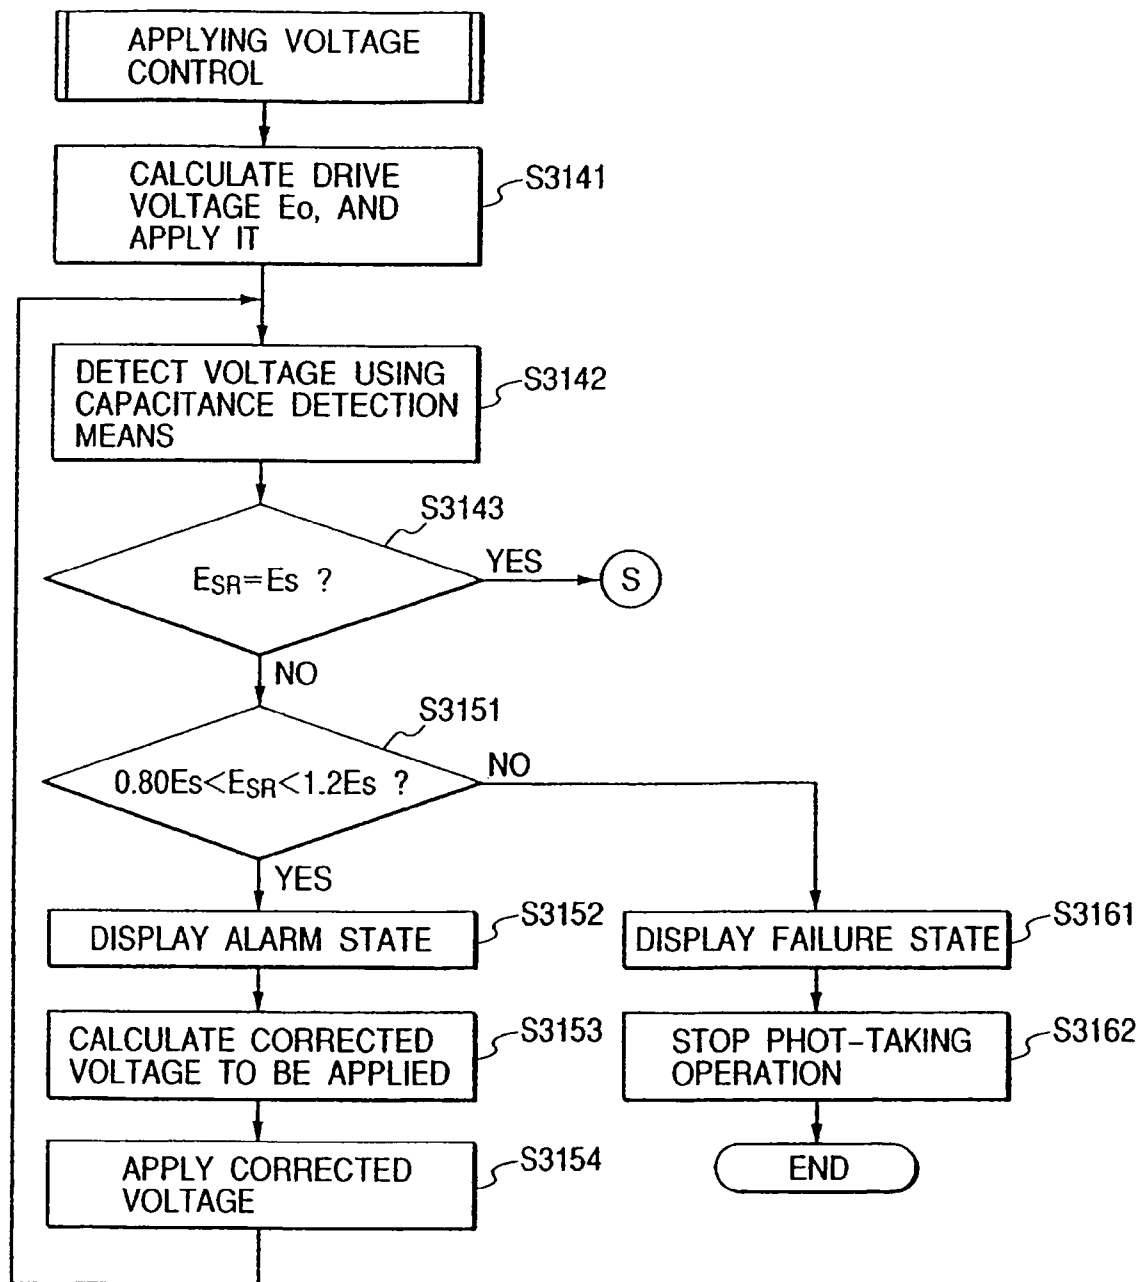 APPLYING VOLTAGE
CONTROL
CALCULATE DRIVE
VOLTAGE Eo, AND
APPLY IT
S3141
DETECT VOLTAGE USING
CAPACITANCE DETECTION
MEANS
S3142
S3143
ESR=Es ?
YES
S
NO
S3151
0.80Es<ESR<1.2Es ?
NO
YES
S3152
DISPLAY ALARM STATE
S3161
DISPLAY FAILURE STATE
CALCULATE CORRECTED
VOLTAGE TO BE APPLIED
S3153
STOP PHOT-TAKING
OPERATION
S3162
APPLY CORRECTED
VOLTAGE
S3154
END